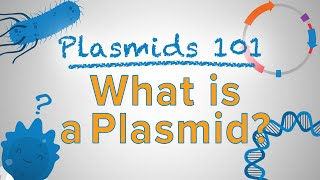 Plasmids 101
What is
a Plasmid?
?